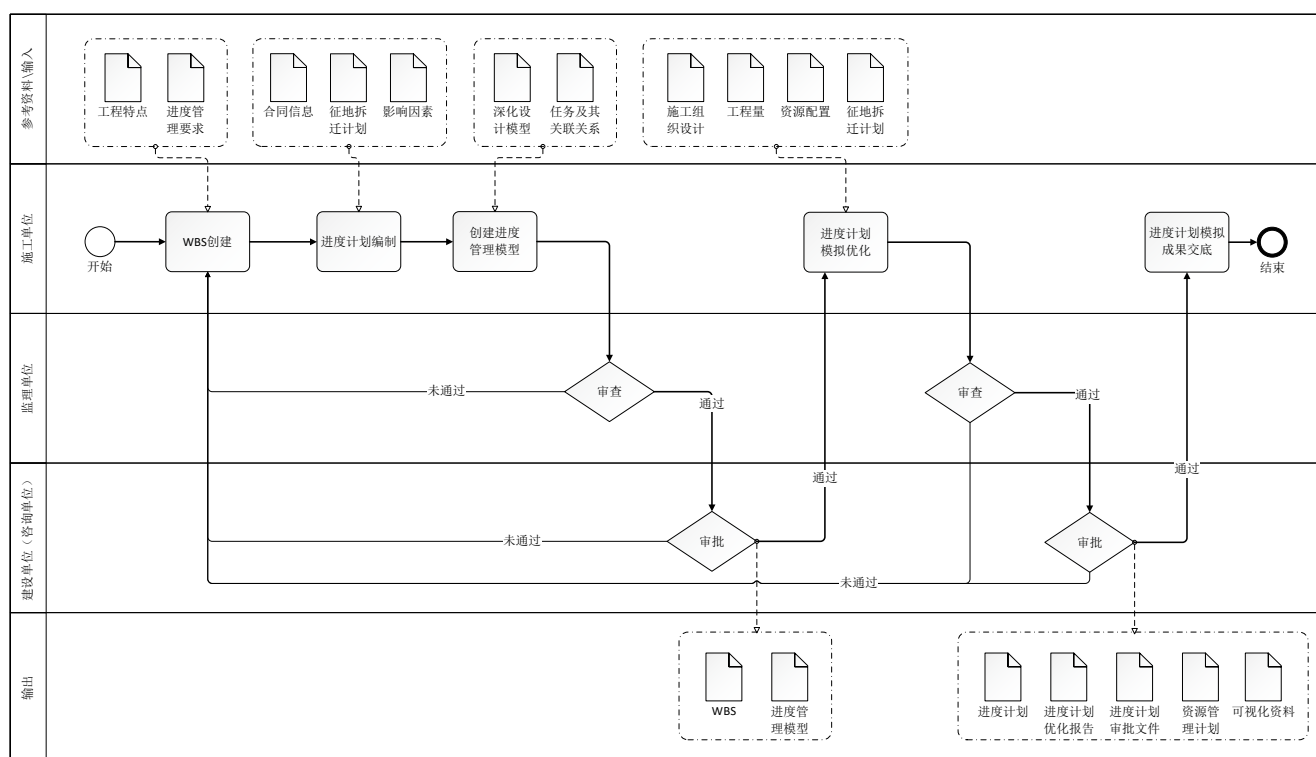 参考资料\输入
工程特点
进度管
理要求
合同信息
征地拆
迁计划
影响因素
深化设
计模型
任务及其
关联关系
施工组
织设计
工程量
资源配置
征地拆
迁计划
施工单位
开始
WBS创建
进度计划编制
创建进度
管理模型
进度计划
模拟优化
进度计划模拟
成果交底
结束
监理单位
未通过
审查
通过
审查
通过
建设单位（咨询单位）
未通过
审批
通过
未通过
审批
通过
输出
WBS
进度管
理模型
进度计划
进度计划
优化报告
进度计划
审批文件
资源管
理计划
可视化资料